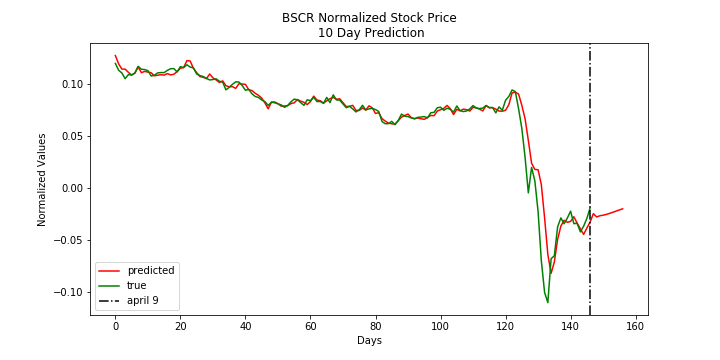 BSCR Normalized Stock Price
10 Day Prediction
Normalized Values
0.10
0.05
0.00
−0.05
−0.10
predicted
true
april 9
0 20 40 60 80 100 120 140 160
Days